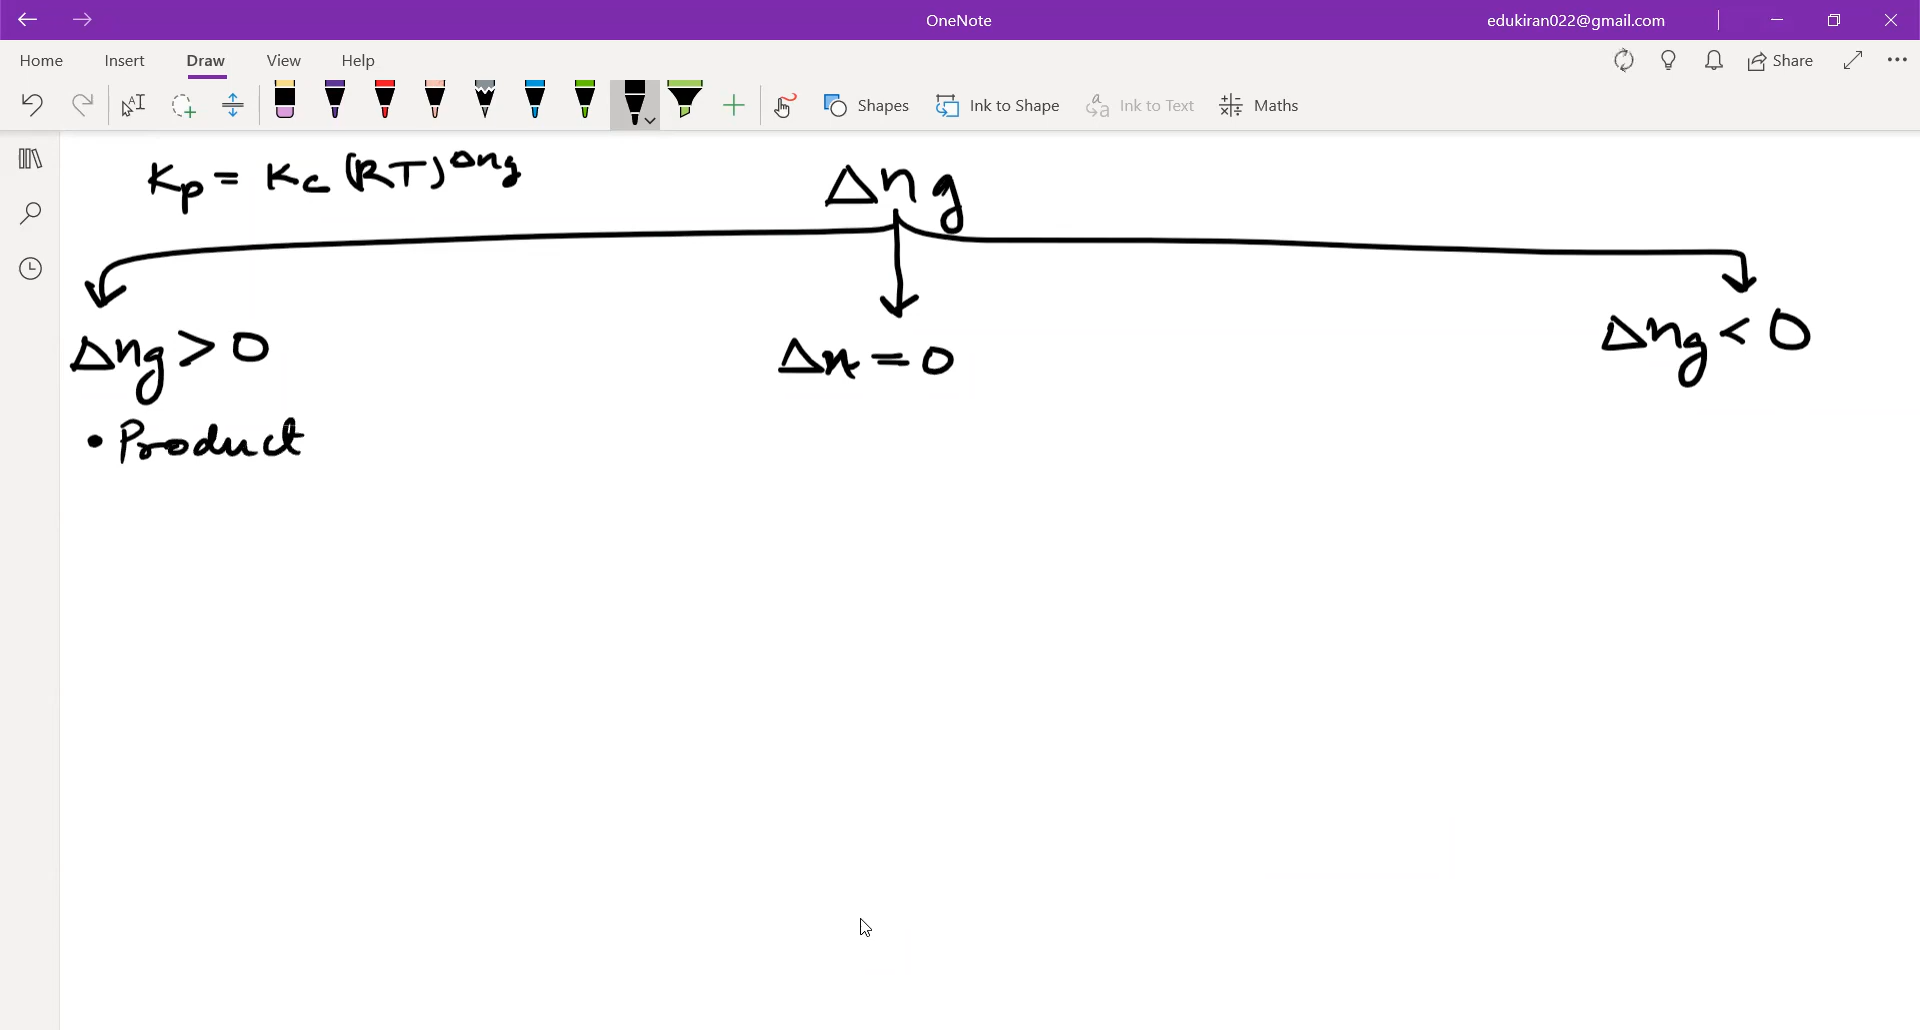 OneNote
edukiran022@gmail.com
Home Insert Draw View Help Share
Shapes Ink to Shape Ink to Text Maths
Kp = Kc (RT)^Δng
Δng
Δng > 0
Δn = 0
Δng < 0
• Product